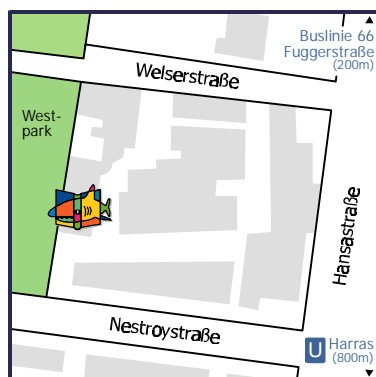 Buslinie 66
Fuggerstraße
(200m)
Welserstraße
West-
park
Hansastraße
Nestroystraße
U Harras
(800m)